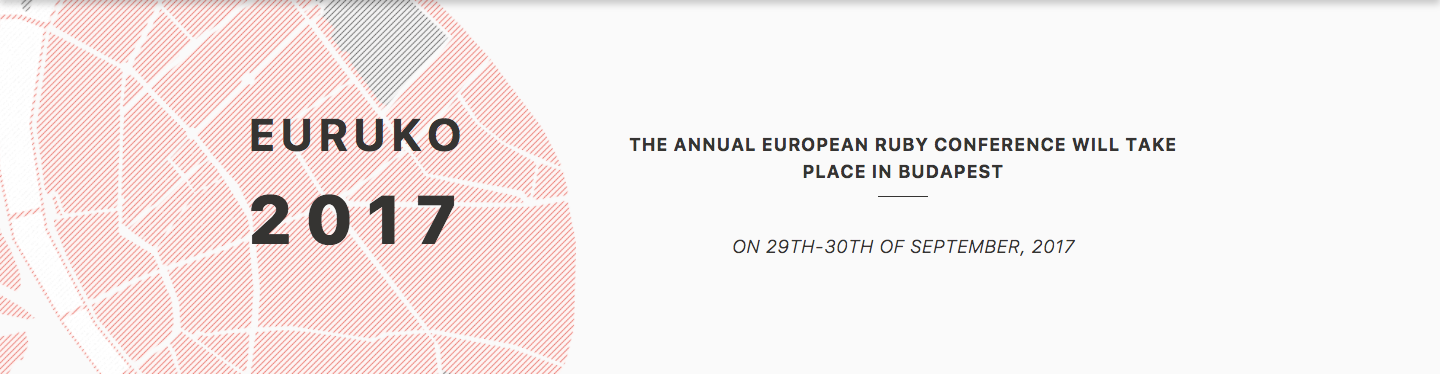 EURUKO
2017
THE ANNUAL EUROPEAN RUBY CONFERENCE WILL TAKE
PLACE IN BUDAPEST
ON 29TH-30TH OF SEPTEMBER, 2017